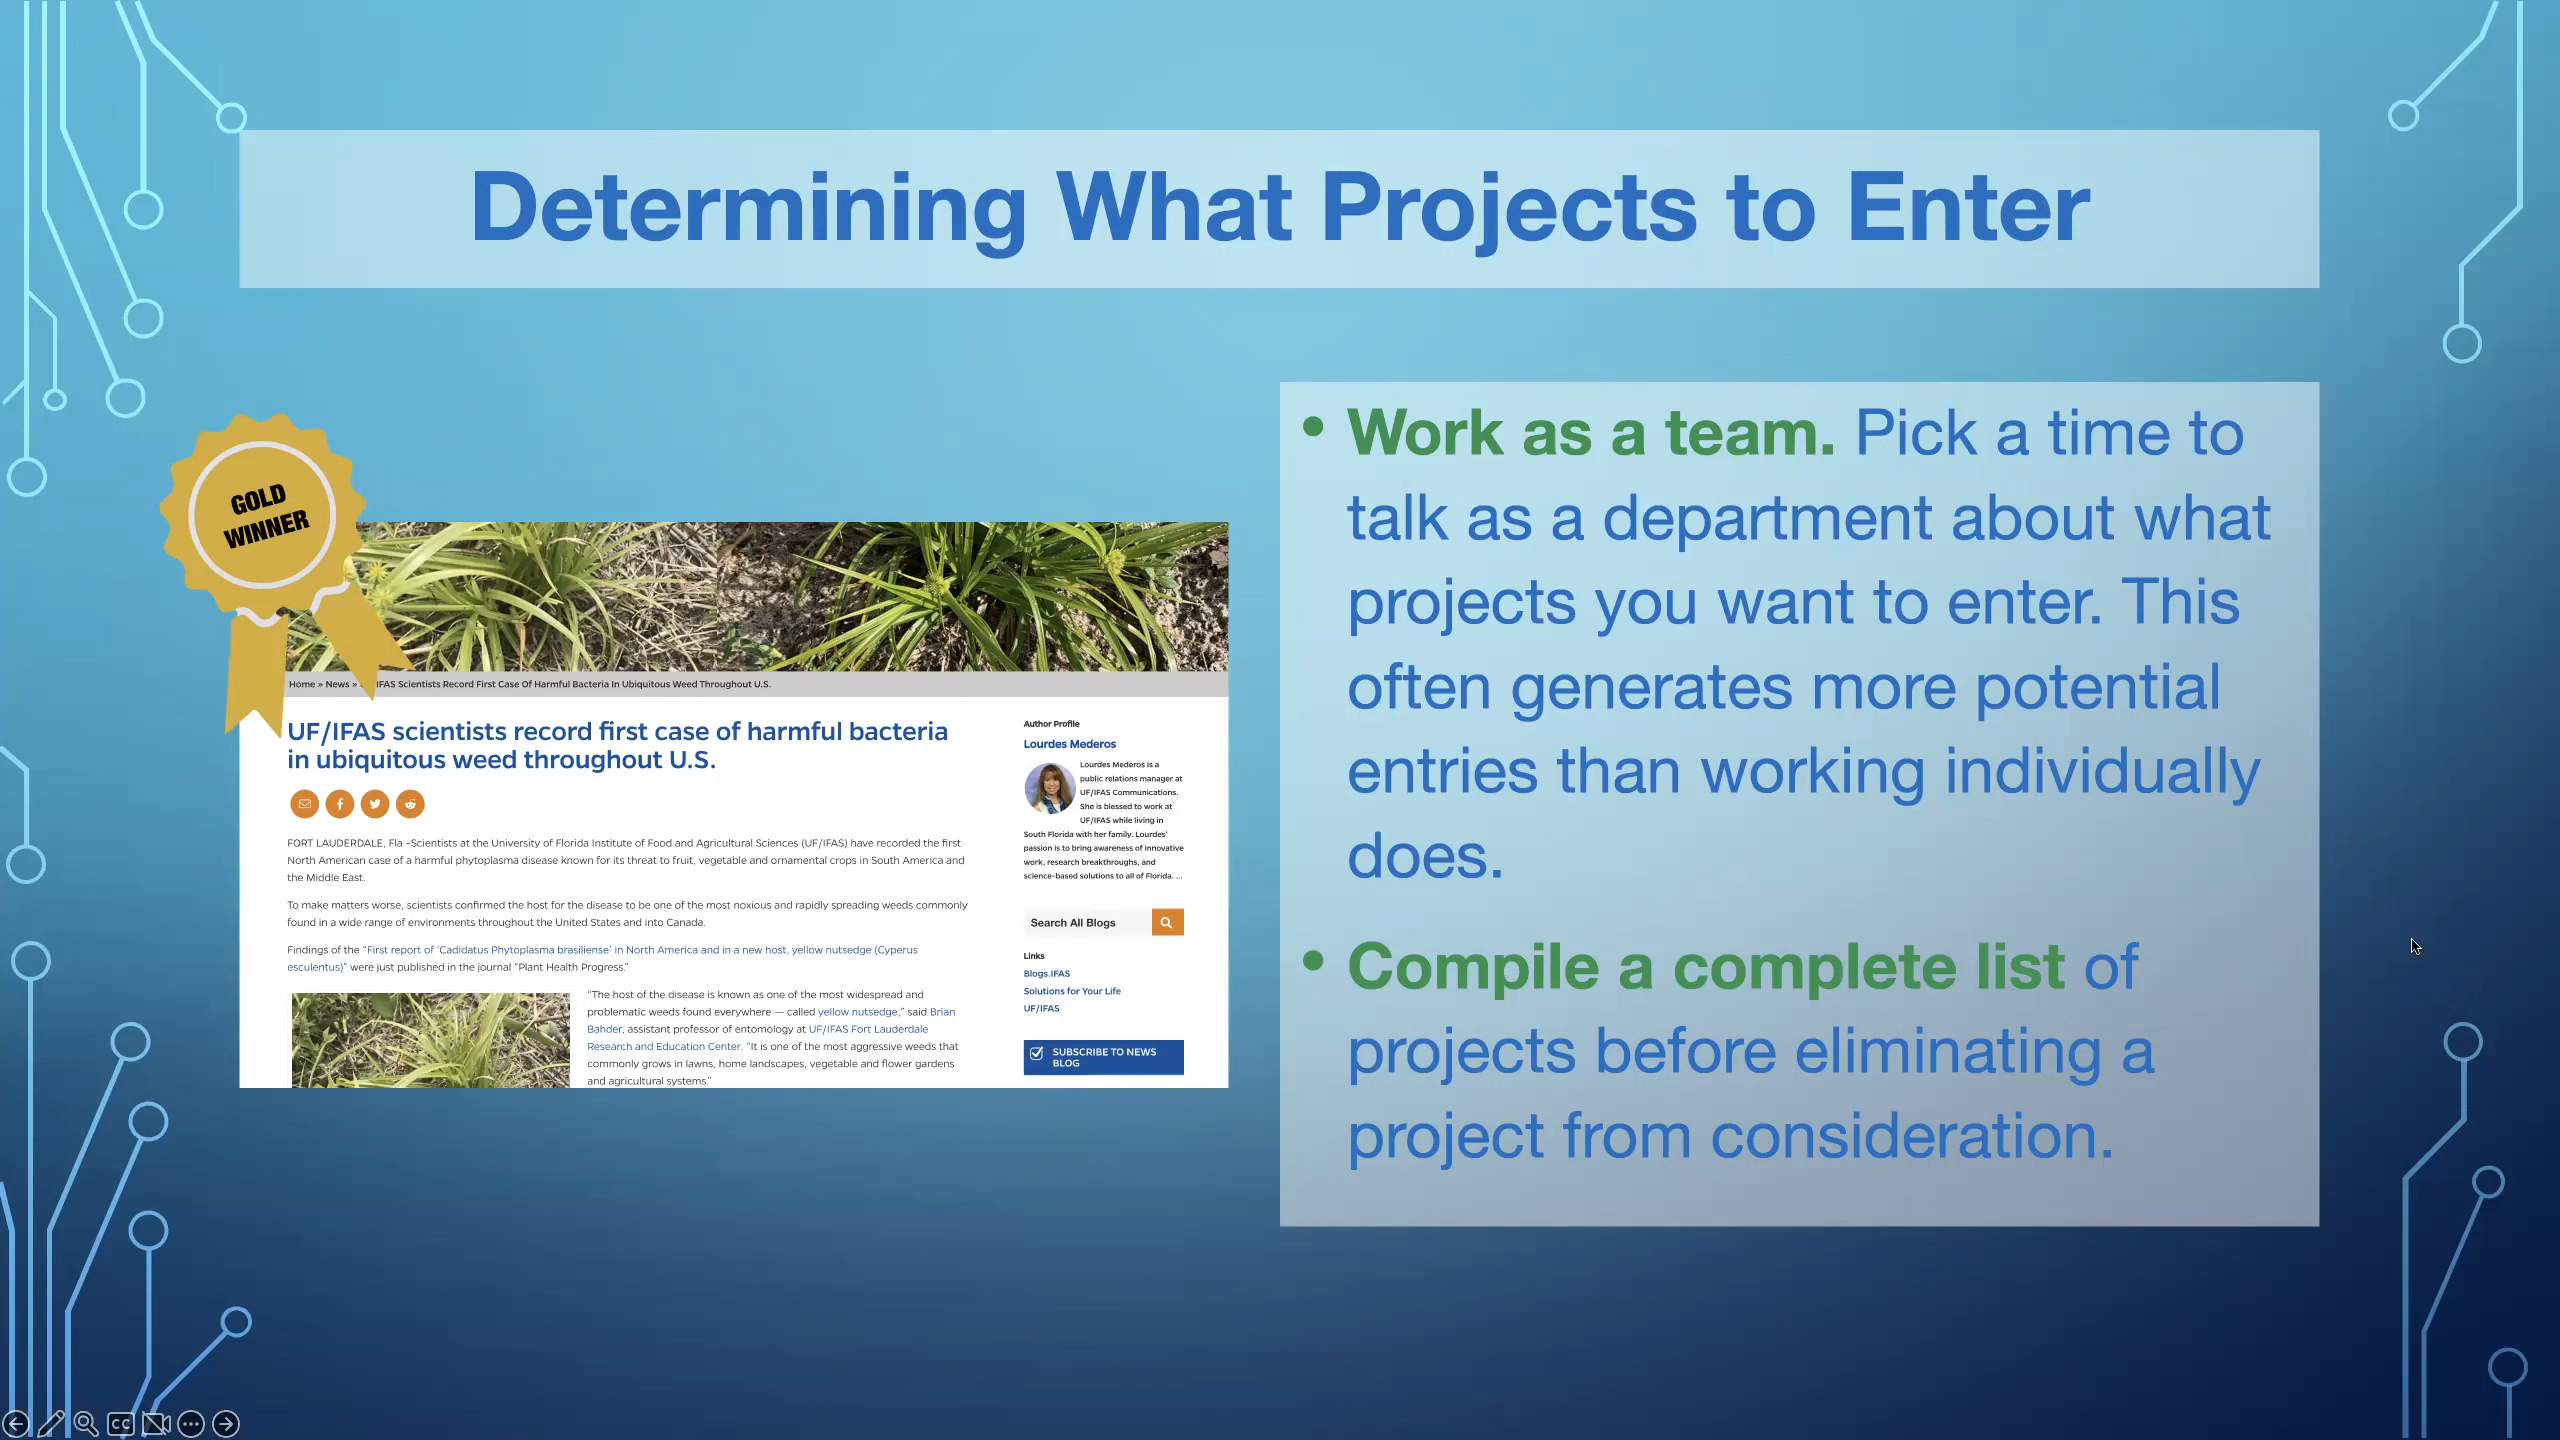 Determining What Projects to Enter
GOLD
WINNER
Home » News » IFAS Scientists Record First Case Of Harmful Bacteria In Ubiquitous Weed Throughout U.S.
UF/IFAS scientists record first case of harmful bacteria
in ubiquitous weed throughout U.S.
FORT LAUDERDALE, Fla –Scientists at the University of Florida Institute of Food and Agricultural Sciences (UF/IFAS) have recorded the first
North American case of a harmful phytoplasma disease known for its threat to fruit, vegetable and ornamental crops in South America and
the Middle East.
To make matters worse, scientists confirmed the host for the disease to be one of the most noxious and rapidly spreading weeds commonly
found in a wide range of environments throughout the United States and into Canada.
Findings of the “First report of ‘Cadidatus Phytoplasma brasiliense’ in North America and in a new host, yellow nutsedge (Cyperus
esculentus)” were just published in the journal “Plant Health Progress.”
“The host of the disease is known as one of the most widespread and
problematic weeds found everywhere — called yellow nutsedge,” said Brian
Bahder, assistant professor of entomology at UF/IFAS Fort Lauderdale
Research and Education Center. “It is one of the most aggressive weeds that
commonly grows in lawns, home landscapes, vegetable and flower gardens
and agricultural systems.”
Author Profile
Lourdes Mederos
Lourdes Mederos is a
public relations manager at
UF/IFAS Communications.
She is blessed to work at
UF/IFAS while living in
South Florida with her family. Lourdes’
passion is to bring awareness of innovative
work, research breakthroughs, and
science-based solutions to all of Florida. ...
Search All Blogs
Links
Blogs.IFAS
Solutions for Your Life
UF/IFAS
SUBSCRIBE TO NEWS
BLOG
• Work as a team. Pick a time to
talk as a department about what
projects you want to enter. This
often generates more potential
entries than working individually
does.
• Compile a complete list of
projects before eliminating a
project from consideration.
CC